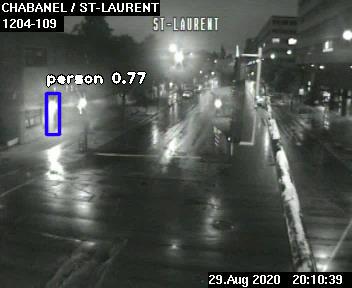 CHABANEL / ST-LAURENT
1204-109
ST-LAURENT
person 0.77
29.Aug 2020 20:10:39